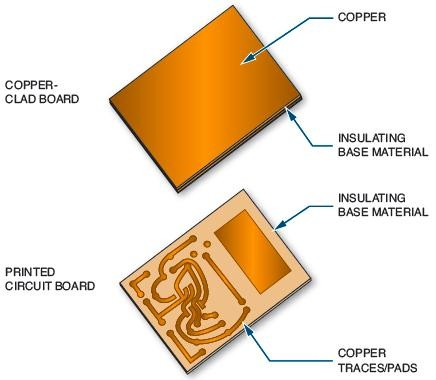 COPPER
COPPER-
CLAD BOARD
INSULATING
BASE MATERIAL
INSULATING
BASE MATERIAL
PRINTED
CIRCUIT BOARD
COPPER
TRACES/PADS